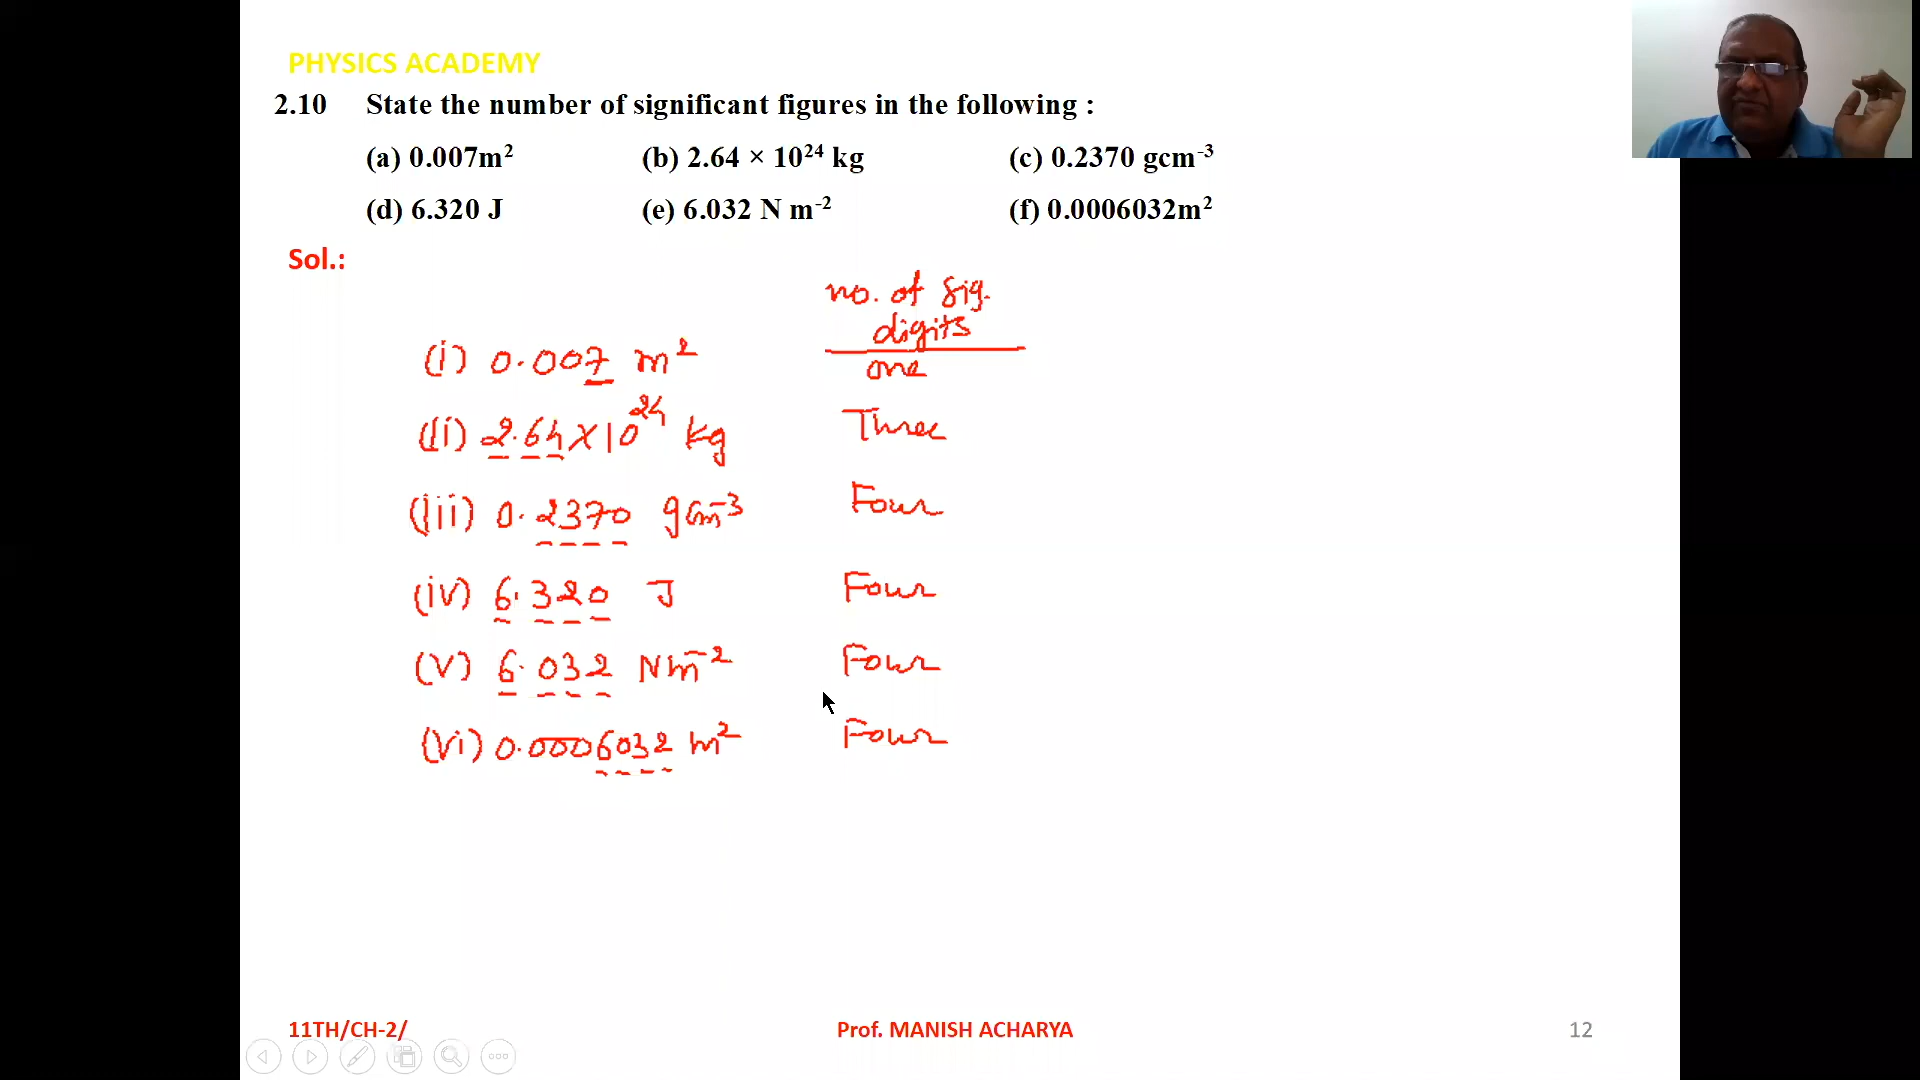 PHYSICS ACADEMY
2.10 State the number of significant figures in the following :
(a) 0.007m² (b) 2.64 × 10²⁴ kg (c) 0.2370 gcm⁻³
(d) 6.320 J (e) 6.032 N m⁻² (f) 0.0006032m²
Sol.:
no. of sig.
digits
(i) 0.007 m² one
(ii) 2.64 × 10²⁴ kg Three
(iii) 0.2370 gcm⁻³ Four
(iv) 6.320 J Four
(v) 6.032 Nm⁻² Four
(vi) 0.0006032 m² Four
11TH/CH-2/ Prof. MANISH ACHARYA 12